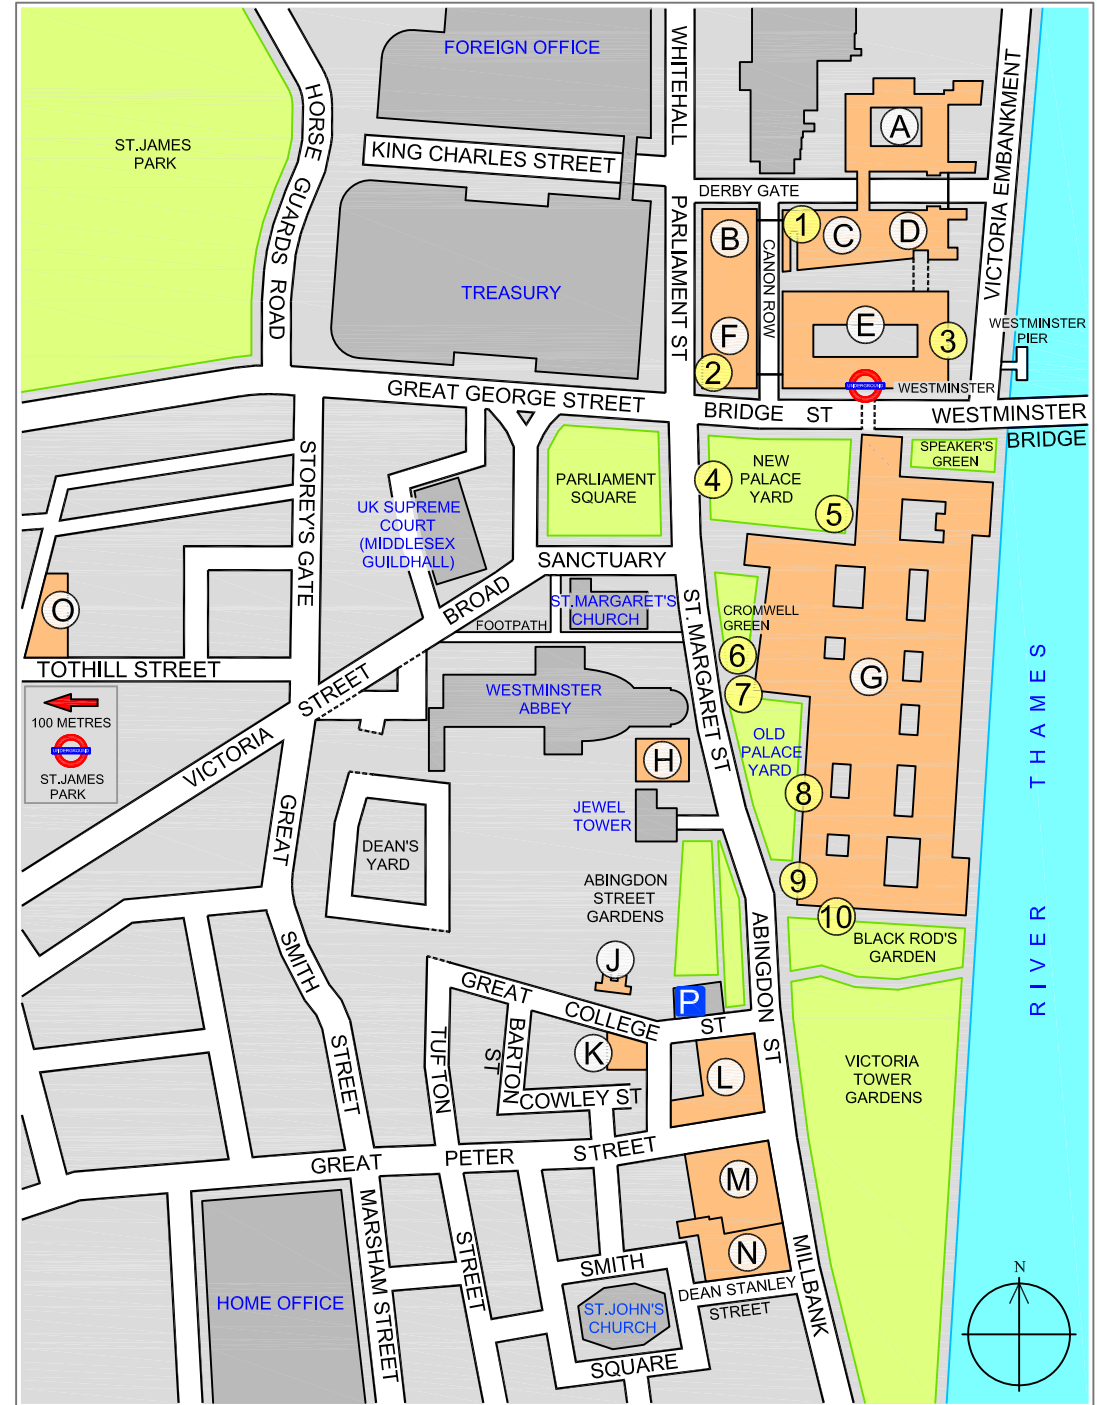 FOREIGN OFFICE
WHITEHALL
HORSE GUARDS ROAD
ST.JAMES
PARK
KING CHARLES STREET
A
VICTORIA EMBANKMENT
DERBY GATE
PARLIAMENT ST
B
CANON ROW
1
C
D
TREASURY
F
E
3
WESTMINSTER
PIER
2
UNDERGROUND
WESTMINSTER
GREAT GEORGE STREET
BRIDGE ST
WESTMINSTER
BRIDGE
STOREY'S GATE
PARLIAMENT
SQUARE
4
NEW
PALACE
YARD
5
SPEAKER'S
GREEN
UK SUPREME
COURT
(MIDDLESEX
GUILDHALL)
SANCTUARY
BROAD
ST.MARGARET'S
CHURCH
FOOTPATH
ST.MARGARET ST
CROMWELL
GREEN
O
TOTHILL STREET
6
7
G
STREET
VICTORIA
WESTMINSTER
ABBEY
100 METRES
UNDERGROUND
ST.JAMES
PARK
H
OLD
PALACE
YARD
8
JEWEL
TOWER
RIVER THAMES
GREAT
DEAN'S
YARD
ABINGDON
STREET
GARDENS
9
10
BLACK ROD'S
GARDEN
SMITH
STREET
ABINGDON
ST
J
GREAT
COLLEGE
ST
P
TUFTON
BARTON
ST
K
L
COWLEY ST
VICTORIA
TOWER
GARDENS
GREAT PETER STREET
M
MARSHAM STREET
STREET
N
SMITH
DEAN STANLEY
STREET
MILLBANK
HOME OFFICE
ST.JOHN'S
CHURCH
SQUARE
N